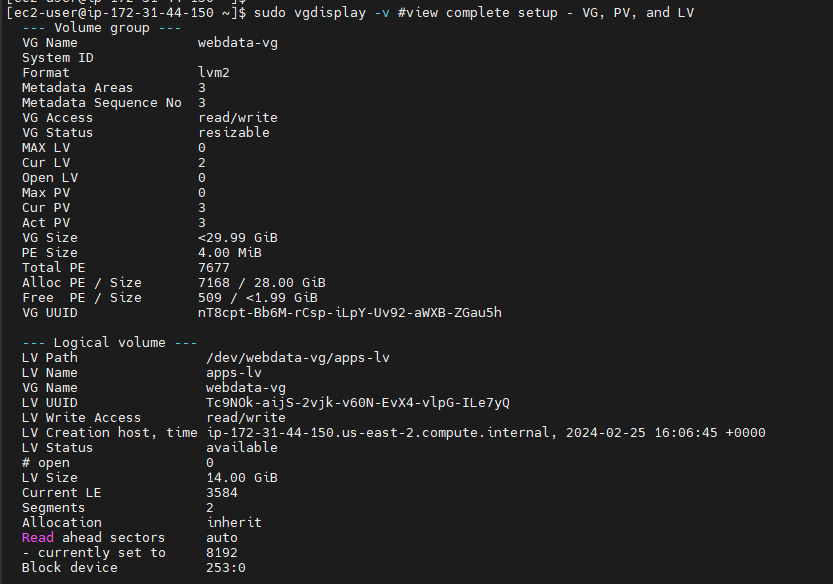 [ec2-user@ip-172-31-44-150 ~]$ sudo vgdisplay -v #view complete setup - VG, PV, and LV
--- Volume group ---
VG Name webdata-vg
System ID
Format lvm2
Metadata Areas 3
Metadata Sequence No 3
VG Access read/write
VG Status resizable
MAX LV 0
Cur LV 2
Open LV 0
Max PV 0
Cur PV 3
Act PV 3
VG Size <29.99 GiB
PE Size 4.00 MiB
Total PE 7677
Alloc PE / Size 7168 / 28.00 GiB
Free PE / Size 509 / <1.99 GiB
VG UUID nT8cpt-Bb6M-rCsp-iLpY-Uv92-aWXB-ZGau5h
--- Logical volume ---
LV Path /dev/webdata-vg/apps-lv
LV Name apps-lv
VG Name webdata-vg
LV UUID Tc9NOk-aijS-2vjk-v60N-EvX4-vlpG-ILe7yQ
LV Write Access read/write
LV Creation host, time ip-172-31-44-150.us-east-2.compute.internal, 2024-02-25 16:06:45 +0000
LV Status available
# open 0
LV Size 14.00 GiB
Current LE 3584
Segments 2
Allocation inherit
Read ahead sectors auto
- currently set to 8192
Block device 253:0